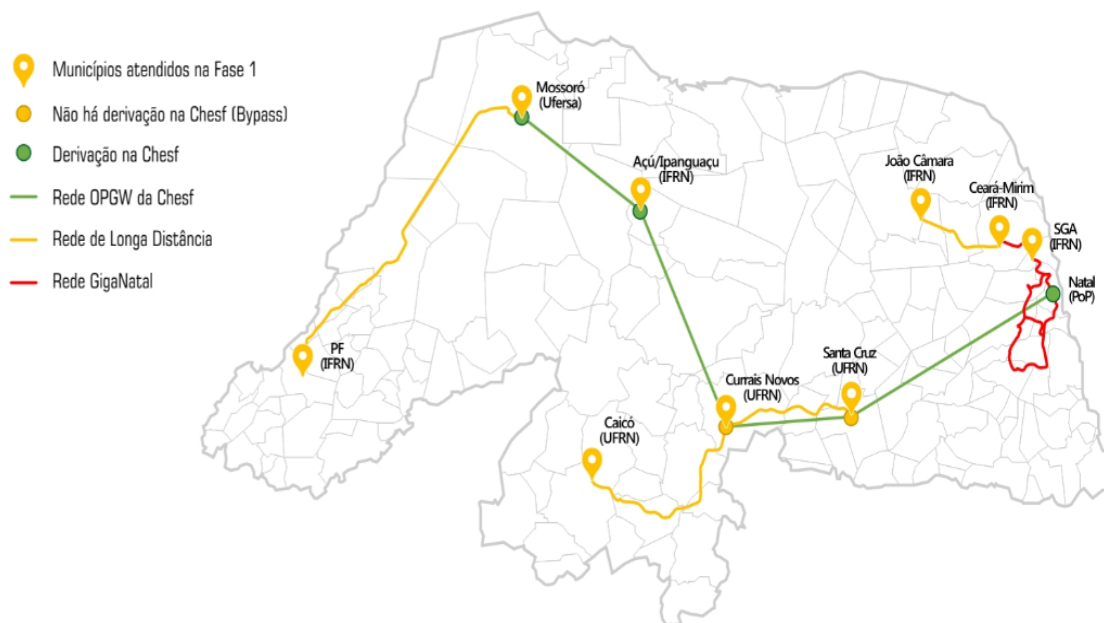 Municípios atendidos na Fase 1
Não há derivação na Chesf (Bypass)
Derivação na Chesf
Rede OPGW da Chesf
Rede de Longa Distância
Rede GigaNatal
Mossoró
(Ufersa)
Açú/Ipanguaçu
(IFRN)
João Câmara
(IFRN)
Ceará-Mirim
(IFRN)
SGA
(IFRN)
Natal
(PoP)
PF
(IFRN)
Santa Cruz
(UFRN)
Currais Novos
(UFRN)
Caicó
(UFRN)